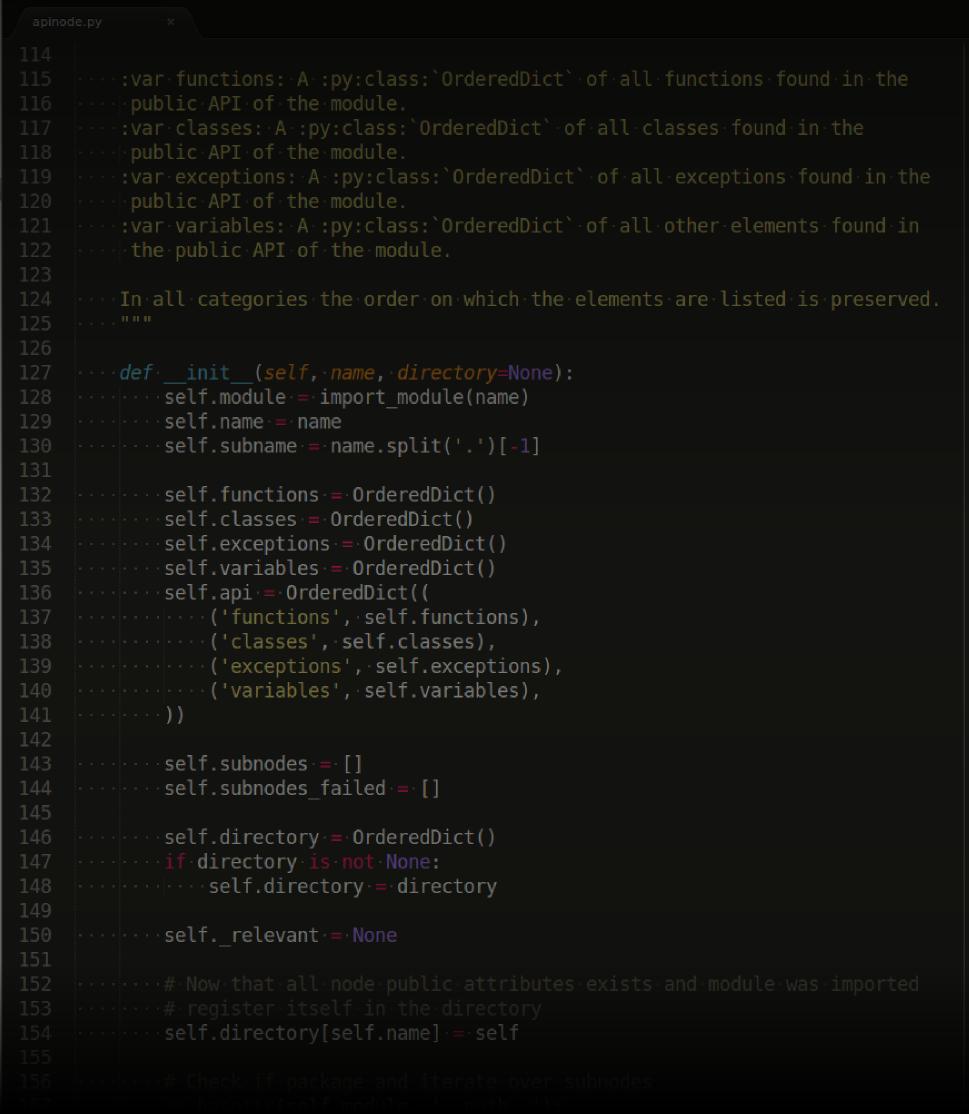 apinode.py ×
114
115 :var functions: A :py:class:`OrderedDict` of all functions found in the
116 public API of the module.
117 :var classes: A :py:class:`OrderedDict` of all classes found in the
118 public API of the module.
119 :var exceptions: A :py:class:`OrderedDict` of all exceptions found in the
120 public API of the module.
121 :var variables: A :py:class:`OrderedDict` of all other elements found in
122 the public API of the module.
123
124 In all categories the order on which the elements are listed is preserved.
125 """
126
127 def __init__(self, name, directory=None):
128 self.module = import_module(name)
129 self.name = name
130 self.subname = name.split('.')[-1]
131
132 self.functions = OrderedDict()
133 self.classes = OrderedDict()
134 self.exceptions = OrderedDict()
135 self.variables = OrderedDict()
136 self.api = OrderedDict((
137 ('functions', self.functions),
138 ('classes', self.classes),
139 ('exceptions', self.exceptions),
140 ('variables', self.variables),
141 ))
142
143 self.subnodes = []
144 self.subnodes_failed = []
145
146 self.directory = OrderedDict()
147 if directory is not None:
148 self.directory = directory
149
150 self._relevant = None
151
152 # Now that all node public attributes exists and module was imported
153 # register itself in the directory
154 self.directory[self.name] = self
155
156 # Check if package and iterate over subnodes